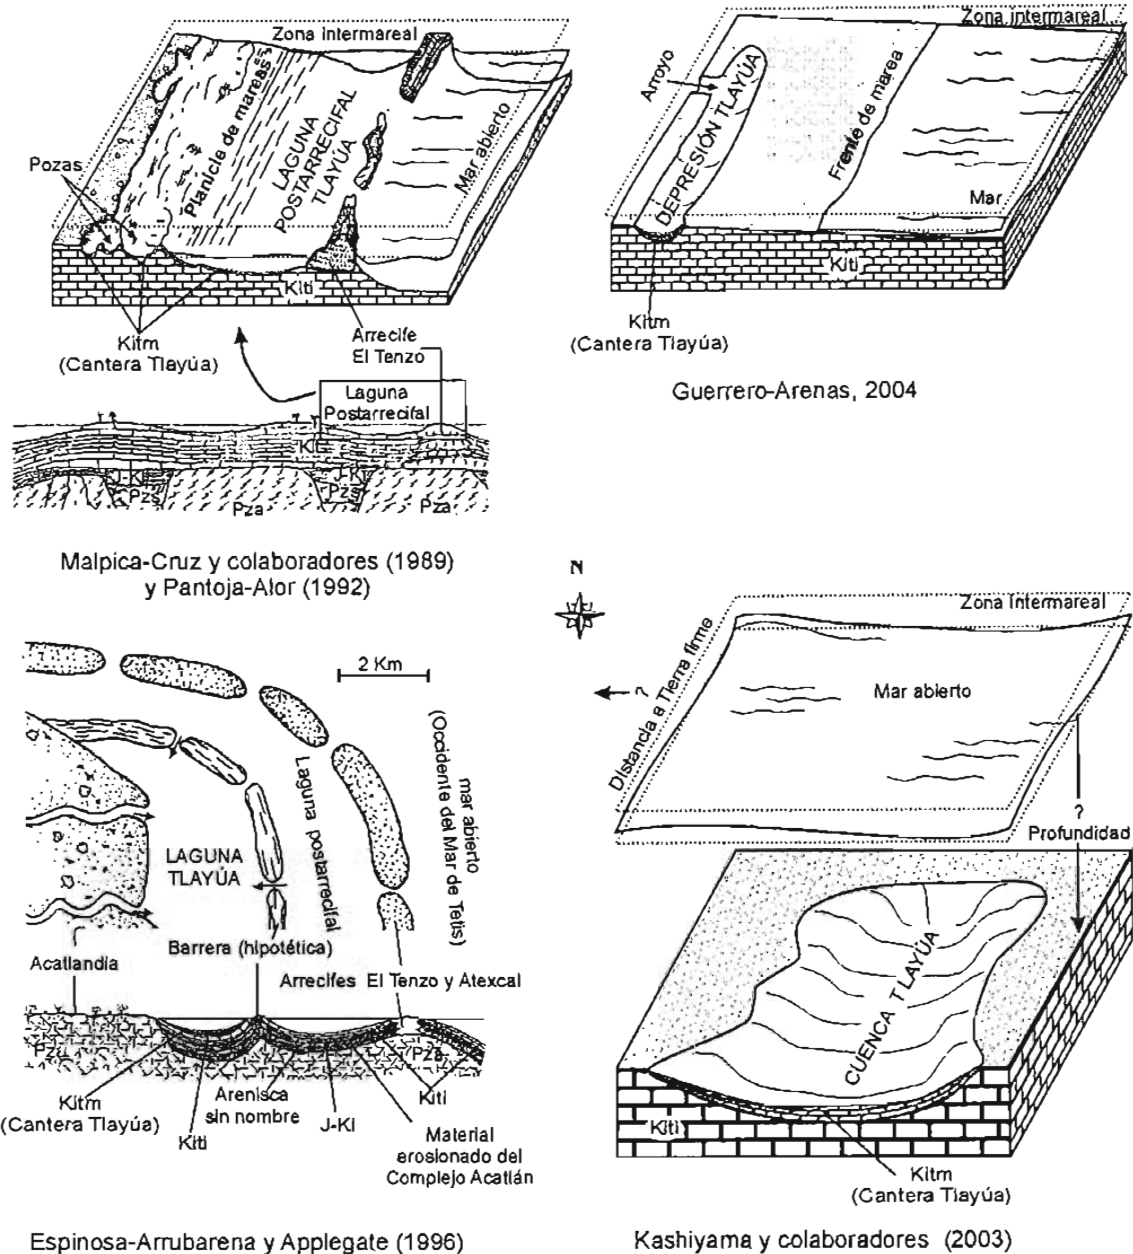 Zona intermareal
Pozas
Planicie de mareas
LAGUNA
POSTARRECIFAL
TLAYÚA
Mar abierto
Kiti
Kitm
(Cantera Tlayúa)
Arrecife
El Tenzo
Laguna
Postarrecifal
J-Ki
Pzs
Pza
Pza
Malpica-Cruz y colaboradores (1989)
y Pantoja-Alor (1992)
Zona intermareal
Arroyo
DEPRESIÓN TLAYÚA
Frente de marea
Mar
Kiti
Kitm
(Cantera Tlayúa)
Guerrero-Arenas, 2004
2 Km
mar abierto
(Occidente del Mar de Tetis)
Laguna postarrecifal
LAGUNA
TLAYÚA
Barrera (hipotética)
Acatlandia
Arrecifes El Tenzo y Atexcal
Pza
Kitm
(Cantera Tlayúa)
Kiti
Arenisca
sin nombre
J-Ki
Kiti
Material
erosionado del
Complejo Acatlán
Espinosa-Arrubarena y Applegate (1996)
N
Zona Intermareal
Distancia a Tierra firme
?
Mar abierto
?
Profundidad
CUENCA TLAYÚA
Kiti
Kitm
(Cantera Tlayúa)
Kashiyama y colaboradores (2003)